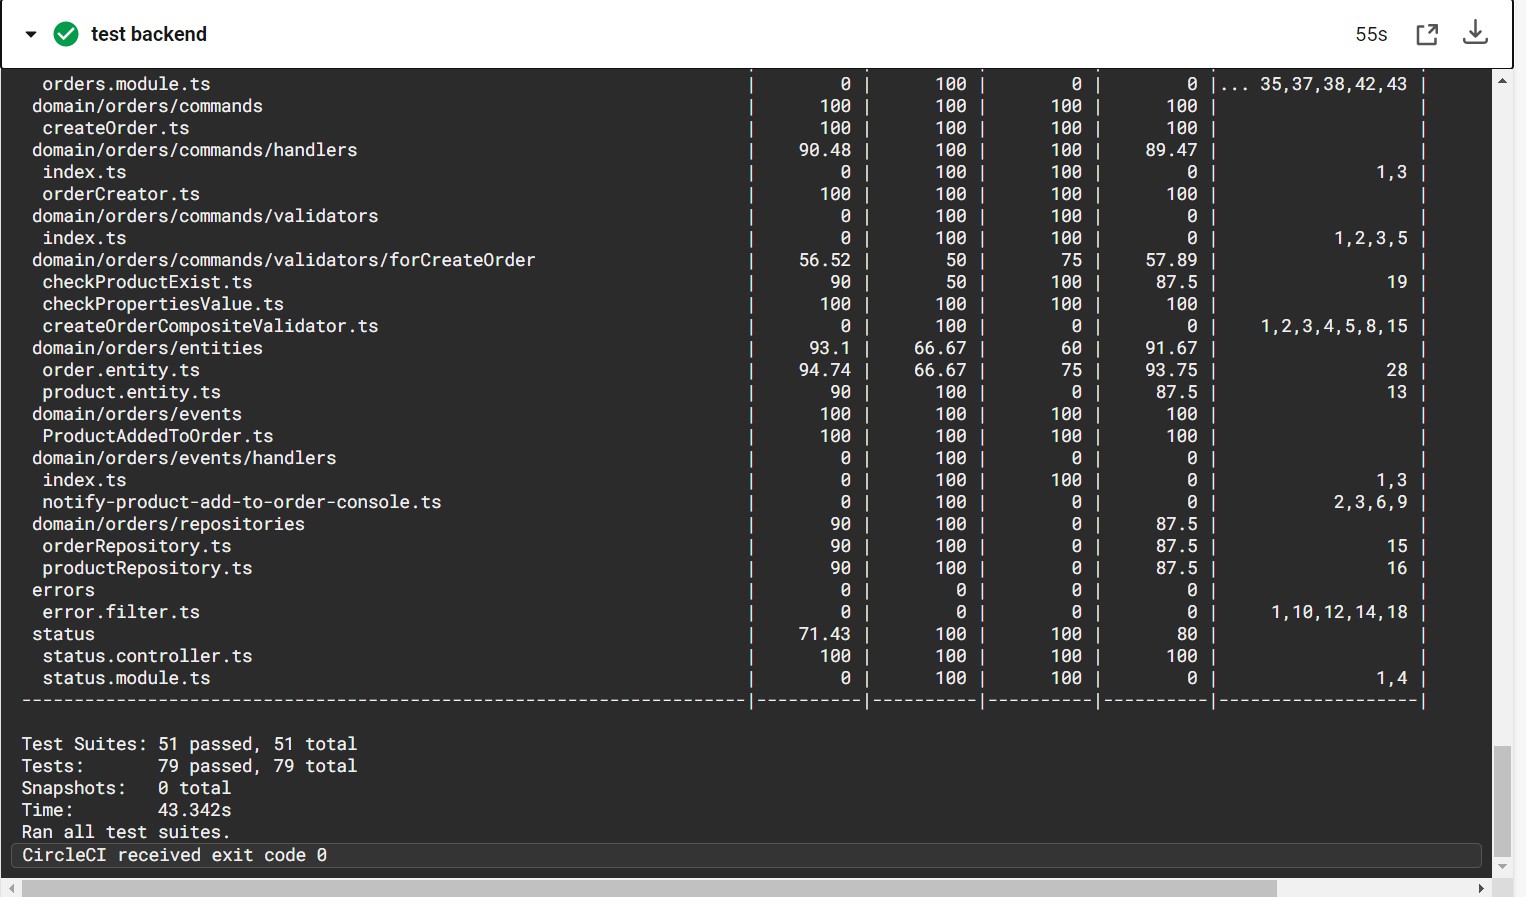 test backend 55s
orders.module.ts | 0 | 100 | 0 | 0 |... 35,37,38,42,43 |
domain/orders/commands | 100 | 100 | 100 | 100 | |
createOrder.ts | 100 | 100 | 100 | 100 | |
domain/orders/commands/handlers | 90.48 | 100 | 100 | 89.47 | |
index.ts | 0 | 100 | 100 | 0 | 1,3 |
orderCreator.ts | 100 | 100 | 100 | 100 | |
domain/orders/commands/validators | 0 | 100 | 100 | 0 | |
index.ts | 0 | 100 | 100 | 0 | 1,2,3,5 |
domain/orders/commands/validators/forCreateOrder | 56.52 | 50 | 75 | 57.89 | |
checkProductExist.ts | 90 | 50 | 100 | 87.5 | 19 |
checkPropertiesValue.ts | 100 | 100 | 100 | 100 | |
createOrderCompositeValidator.ts | 0 | 100 | 0 | 0 | 1,2,3,4,5,8,15 |
domain/orders/entities | 93.1 | 66.67 | 60 | 91.67 | |
order.entity.ts | 94.74 | 66.67 | 75 | 93.75 | 28 |
product.entity.ts | 90 | 100 | 0 | 87.5 | 13 |
domain/orders/events | 100 | 100 | 100 | 100 | |
ProductAddedToOrder.ts | 100 | 100 | 100 | 100 | |
domain/orders/events/handlers | 0 | 100 | 0 | 0 | |
index.ts | 0 | 100 | 100 | 0 | 1,3 |
notify-product-add-to-order-console.ts | 0 | 100 | 0 | 0 | 2,3,6,9 |
domain/orders/repositories | 90 | 100 | 0 | 87.5 | |
orderRepository.ts | 90 | 100 | 0 | 87.5 | 15 |
productRepository.ts | 90 | 100 | 0 | 87.5 | 16 |
errors | 0 | 0 | 0 | 0 | |
error.filter.ts | 0 | 0 | 0 | 0 | 1,10,12,14,18 |
status | 71.43 | 100 | 100 | 80 | |
status.controller.ts | 100 | 100 | 100 | 100 | |
status.module.ts | 0 | 100 | 100 | 0 | 1,4 |
---------------------------------------------------------------------|----------|----------|----------|----------|-------------------|
Test Suites: 51 passed, 51 total
Tests: 79 passed, 79 total
Snapshots: 0 total
Time: 43.342s
Ran all test suites.
CircleCI received exit code 0